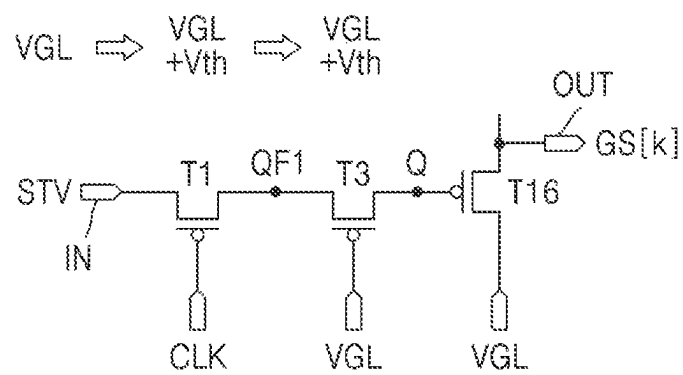 VGL ⇨ VGL +Vth ⇨ VGL +Vth
OUT
GS[k]
STV
T1
QF1
T3
Q
T16
IN
CLK
VGL
VGL